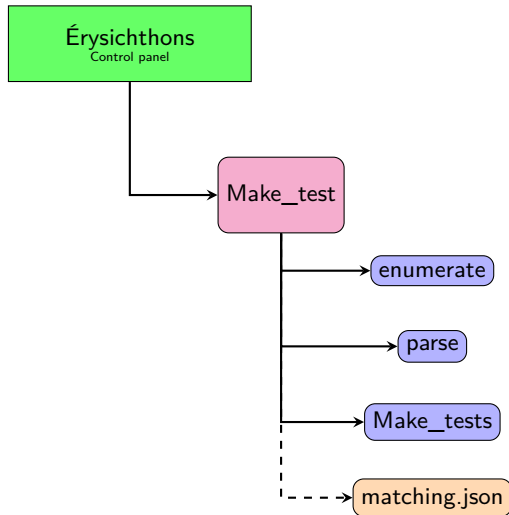 Érysichthons
Control panel
Make_test
enumerate
parse
Make_tests
matching.json